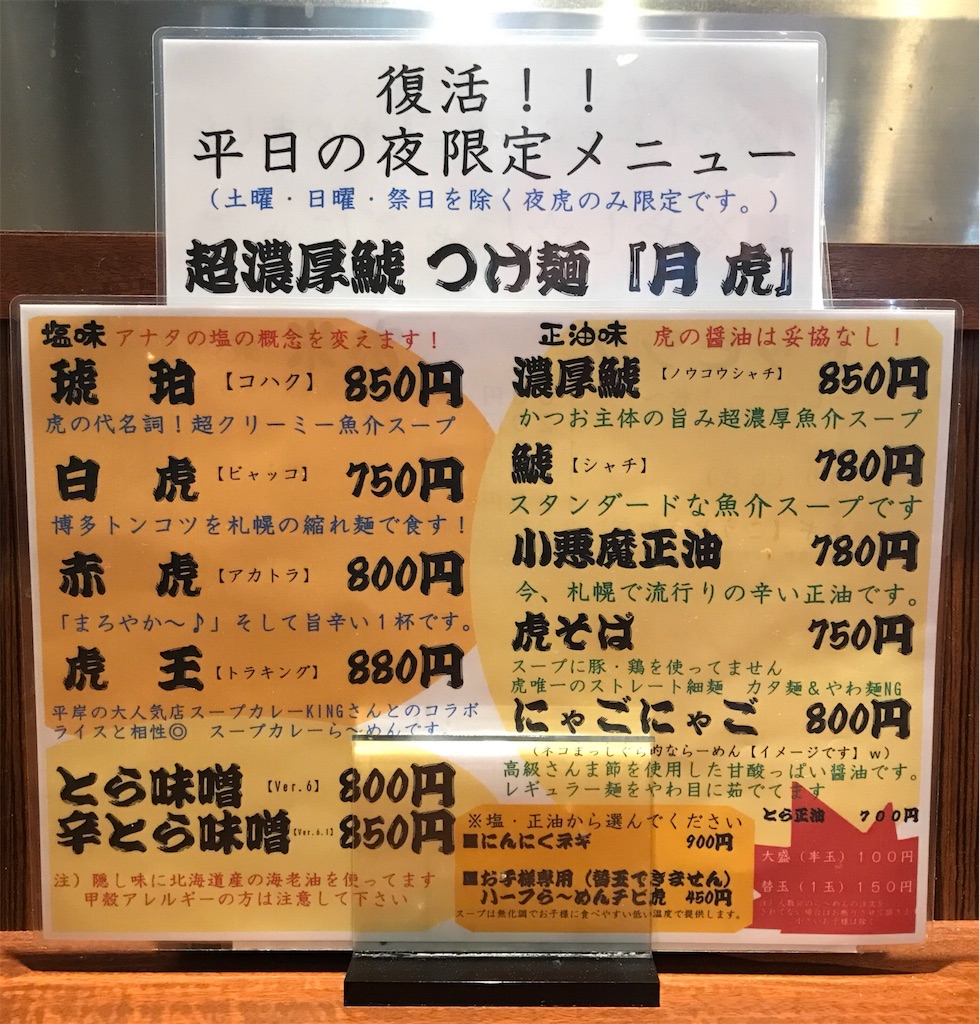 復活！！
平日の夜限定メニュー
（土曜・日曜・祭日を除く夜虎のみ限定です。）
超濃厚鯱 つけ麺『月 虎』
塩味 アナタの塩の概念を変えます！
琥珀【コハク】 850円
虎の代名詞！超クリーミー魚介スープ
白虎【ビャッコ】 750円
博多トンコツを札幌の縮れ麺で食す！
赤虎【アカトラ】 800円
「まろやか～♪」そして旨辛い１杯です。
虎王【トラキング】 880円
平岸の大人気店スープカレーKINGさんとのコラボ
ライスと相性◎　スープカレーら～めんです。
とら味噌【Ver.6】 800円
辛とら味噌【Ver.6.1】 850円
注）隠し味に北海道産の海老油を使ってます
甲殻アレルギーの方は注意して下さい
正油味 虎の醤油は妥協なし！
濃厚鯱【ノウコウシャチ】 850円
かつお主体の旨み超濃厚魚介スープ
鯱【シャチ】 780円
スタンダードな魚介スープです
小悪魔正油 780円
今、札幌で流行りの辛い正油です。
虎そば 750円
スープに豚・鶏を使ってません
虎唯一のストレート細麺　カタ麺＆やわ麺NG
にゃごにゃご 800円
（ネコまっしぐら的ならーめん【イメージです】ｗ）
高級さんま節を使用した甘酸っぱい醤油です。
レギュラー麺をやわ目に茹でてます
とら正油 700円
※塩・正油から選んでください
■にんにくネギ 900円
■お子様専用（替玉できません）
ハーフら～めんチビ虎 450円
スープは無化調でお子様に食べやすい低い温度で提供します。
大盛（半玉）100円
替玉（1玉）150円